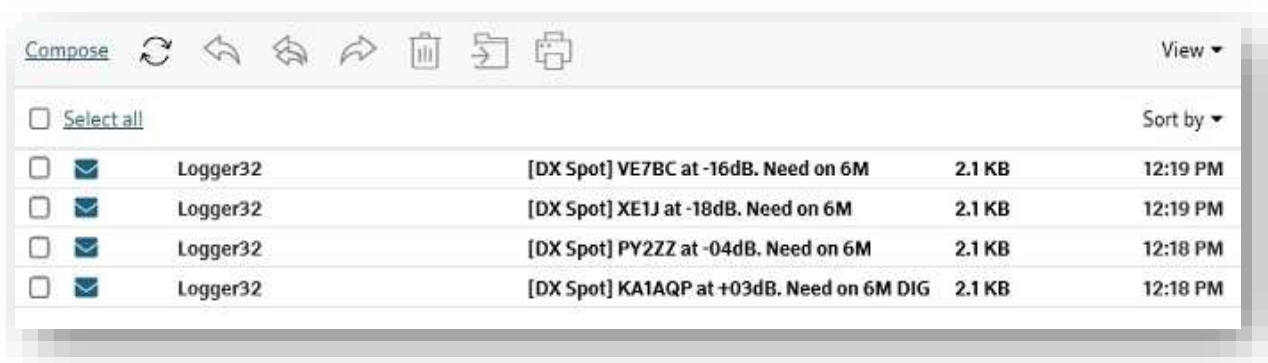 Compose View
Select all Sort by
Logger32 [DX Spot] VE7BC at -16dB. Need on 6M 2.1 KB 12:19 PM
Logger32 [DX Spot] XE1J at -18dB. Need on 6M 2.1 KB 12:19 PM
Logger32 [DX Spot] PY2ZZ at -04dB. Need on 6M 2.1 KB 12:18 PM
Logger32 [DX Spot] KA1AQP at +03dB. Need on 6M DIG 2.1 KB 12:18 PM